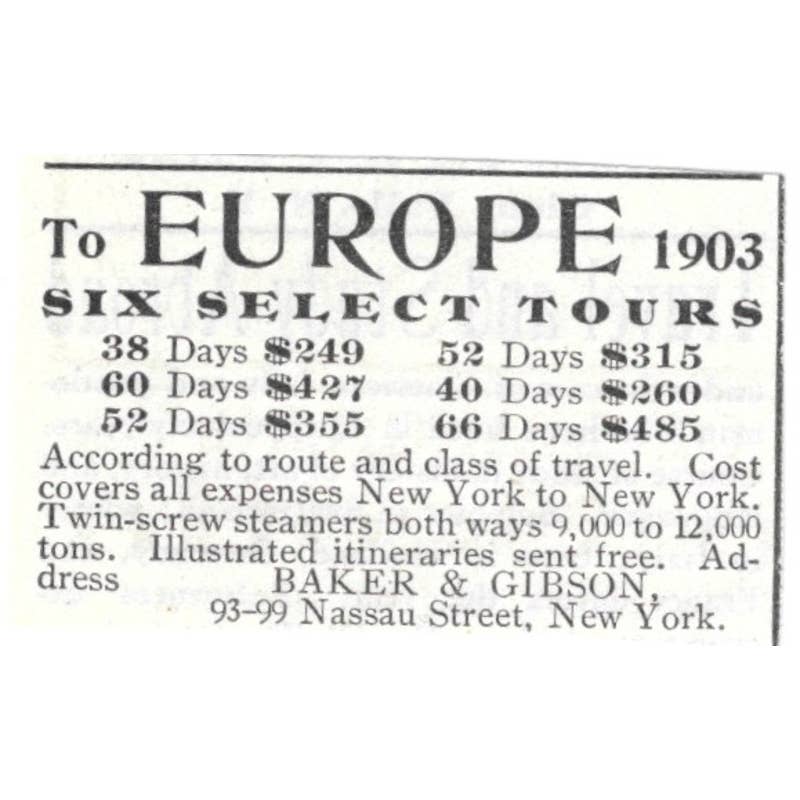 To EUROPE 1903
SIX SELECT TOURS
38 Days $249 52 Days $315
60 Days $427 40 Days $260
52 Days $355 66 Days $485
According to route and class of travel. Cost
covers all expenses New York to New York.
Twin-screw steamers both ways 9,000 to 12,000
tons. Illustrated itineraries sent free. Ad-
dress BAKER & GIBSON,
93-99 Nassau Street, New York.